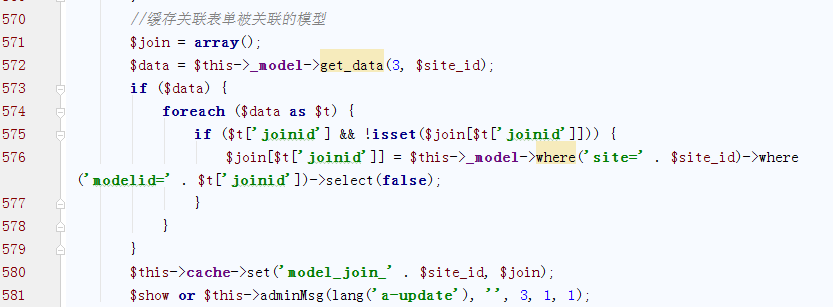 570 //缓存关联表单被关联的模型
571 $join = array();
572 $data = $this->_model->get_data(3, $site_id);
573 if ($data) {
574 foreach ($data as $t) {
575 if ($t['joinid'] && !isset($join[$t['joinid']])) {
576 $join[$t['joinid']] = $this->_model->where('site=' . $site_id)->where
('modelid=' . $t['joinid'])->select(false);
577 }
578 }
579 }
580 $this->cache->set('model_join_' . $site_id, $join);
581 $show or $this->adminMsg(lang('a-update'), '', 3, 1, 1);